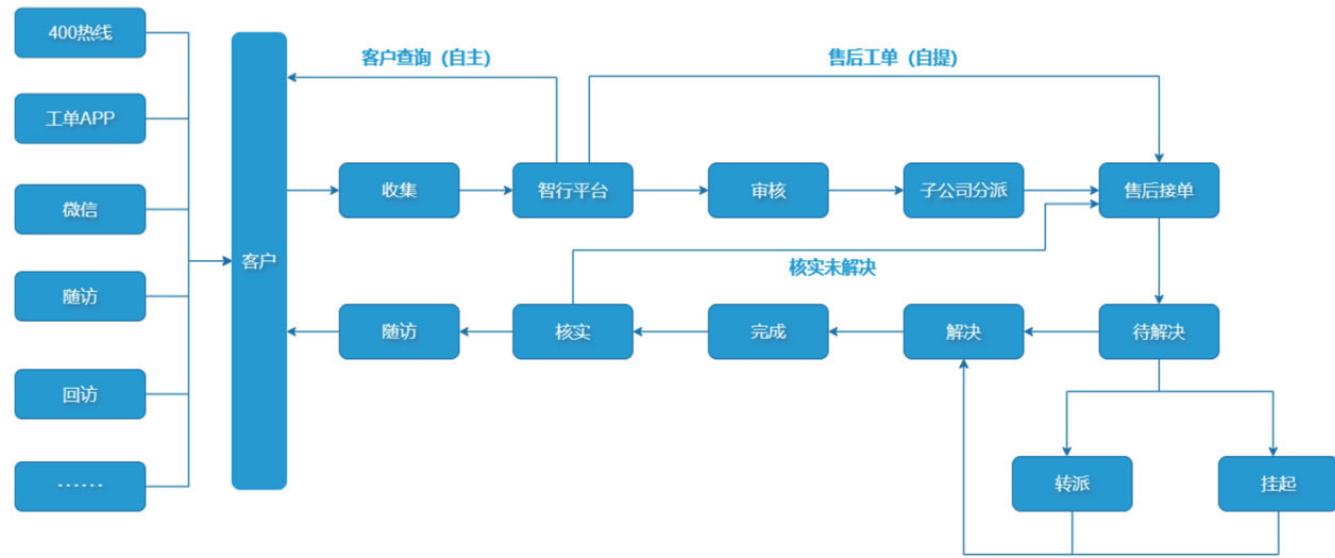 400热线
工单APP
微信
随访
回访
……
客户
客户查询（自主）
售后工单（自提）
收集
智行平台
审核
子公司分派
售后接单
核实未解决
随访
核实
完成
解决
待解决
转派
挂起